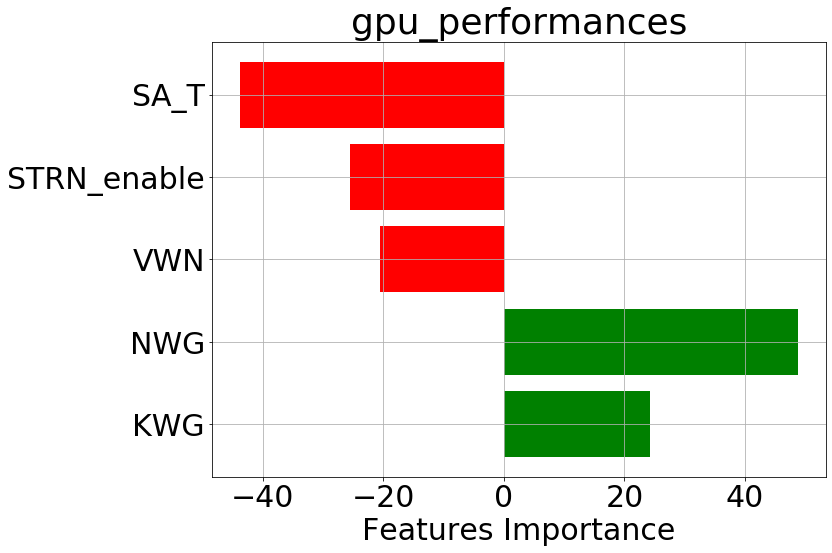 gpu_performances
SA_T
STRN_enable
VWN
NWG
KWG
−40 −20 0 20 40
Features Importance